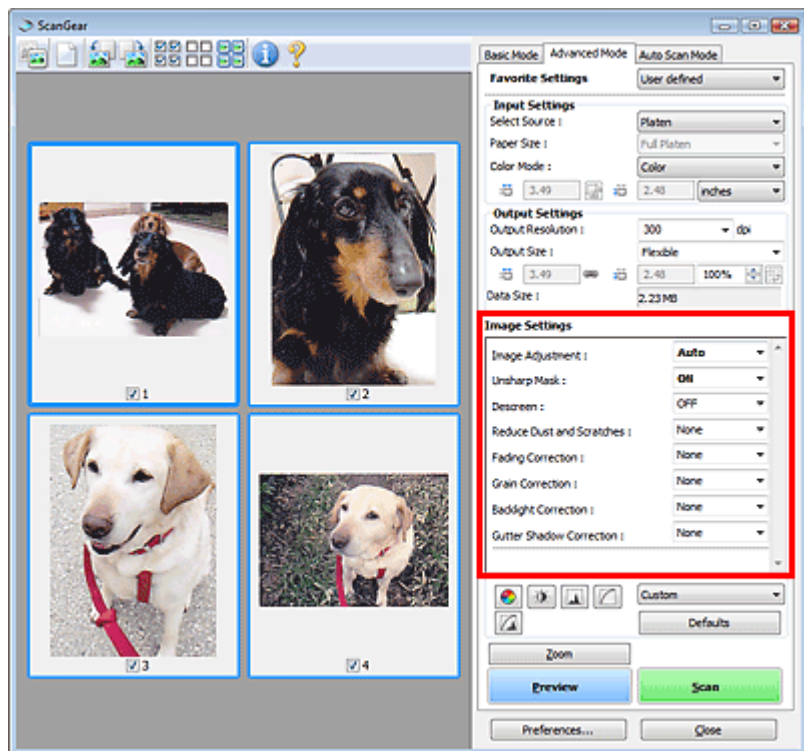 ScanGear
Basic Mode Advanced Mode Auto Scan Mode
Favorite Settings User defined
Input Settings
Select Source : Platen
Paper Size : Full Platen
Color Mode : Color
3.49 2.48 inches
Output Settings
Output Resolution : 300 dpi
Output Size : Flexible
3.49 2.48 100%
Data Size : 2.23 MB
Image Settings
Image Adjustment : Auto
Unsharp Mask : ON
Descreen : OFF
Reduce Dust and Scratches : None
Fading Correction : None
Grain Correction : None
Backlight Correction : None
Gutter Shadow Correction : None
Custom
Defaults
Zoom
Preview Scan
Preferences... Close
1
2
3
4